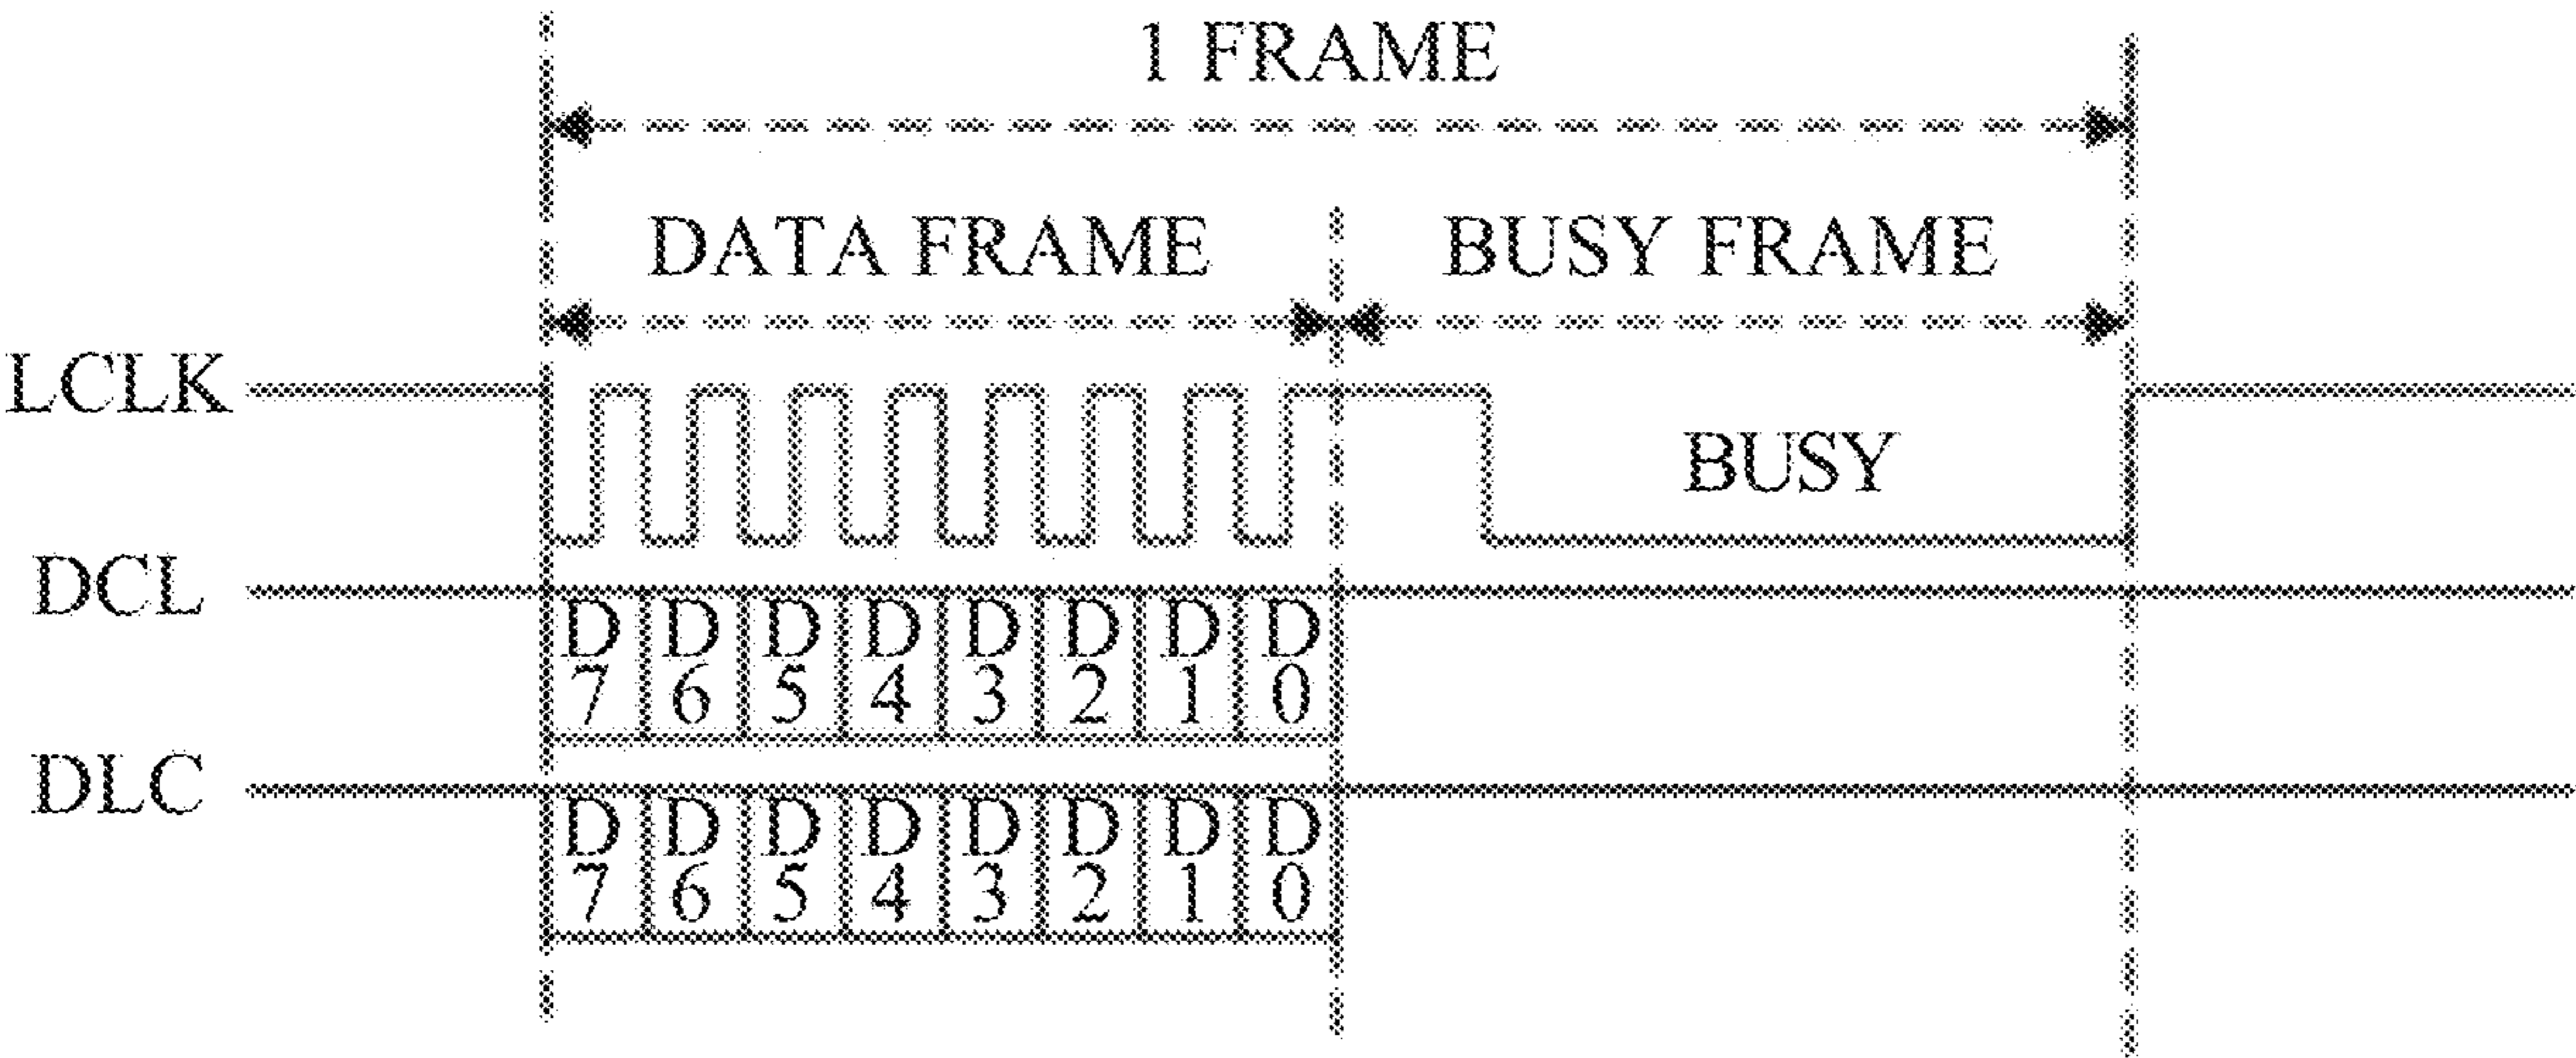 1 FRAME
DATA FRAME BUSY FRAME
LCLK
BUSY
DCL
D D D D D D D D
7 6 5 4 3 2 1 0
DLC
D D D D D D D D
7 6 5 4 3 2 1 0